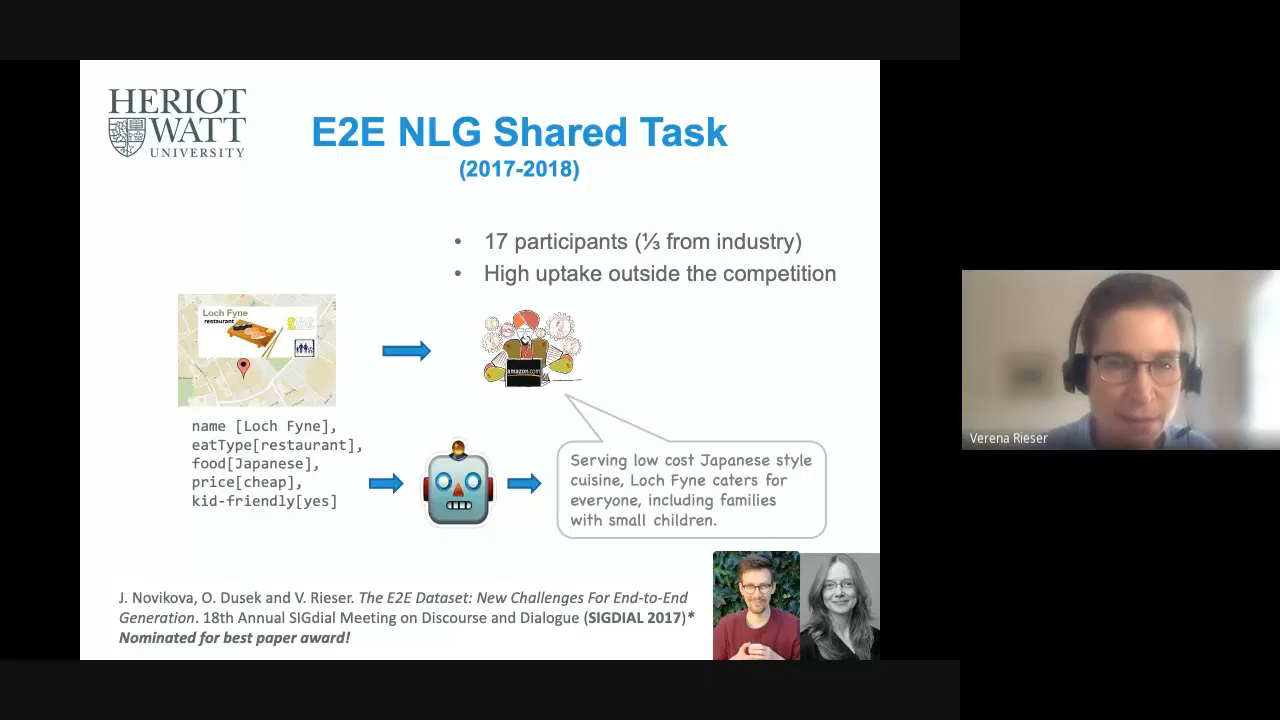 HERIOT
WATT
UNIVERSITY
E2E NLG Shared Task
(2017-2018)
• 17 participants (⅓ from industry)
• High uptake outside the competition
Loch Fyne
restaurant
£££
amazon.com
name [Loch Fyne],
eatType[restaurant],
food[Japanese],
price[cheap],
kid-friendly[yes]
Serving low cost Japanese style
cuisine, Loch Fyne caters for
everyone, including families
with small children.
J. Novikova, O. Dusek and V. Rieser. The E2E Dataset: New Challenges For End-to-End
Generation. 18th Annual SIGdial Meeting on Discourse and Dialogue (SIGDIAL 2017)*
Nominated for best paper award!
Verena Rieser